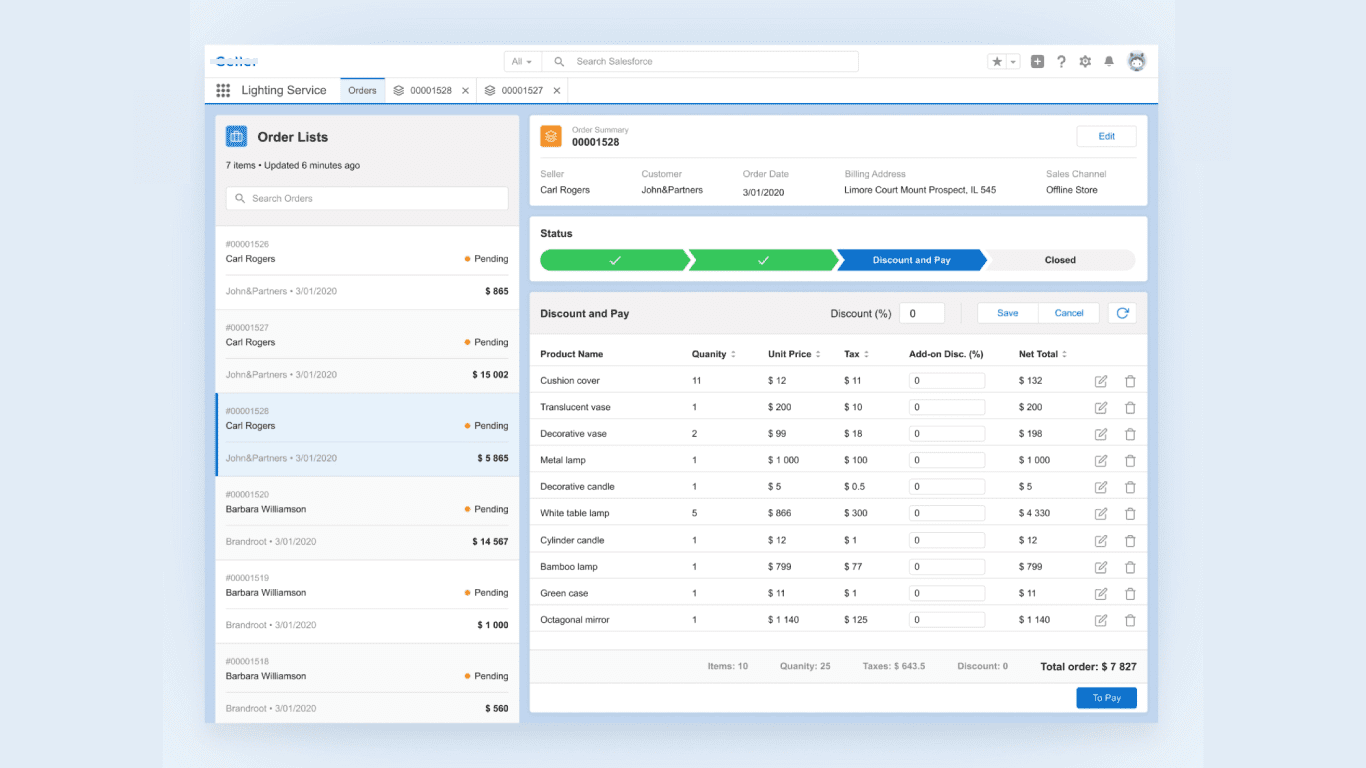 All
Search Salesforce
Lighting Service
Orders
00001528
00001527
Order Lists
7 items • Updated 6 minutes ago
Search Orders
#00001526
Carl Rogers
Pending
John&Partners • 3/01/2020
$ 865
#00001527
Carl Rogers
Pending
John&Partners • 3/01/2020
$ 15 002
#00001528
Carl Rogers
Pending
John&Partners • 3/01/2020
$ 5 865
#00001520
Barbara Williamson
Pending
Brandroot • 3/01/2020
$ 14 567
#00001519
Barbara Williamson
Pending
Brandroot • 3/01/2020
$ 1 000
#00001518
Barbara Williamson
Pending
Brandroot • 3/01/2020
$ 560
Order Summary
00001528
Edit
Seller Customer Order Date Billing Address Sales Channel
Carl Rogers John&Partners 3/01/2020 Limore Court Mount Prospect, IL 545 Offline Store
Status
Discount and Pay
Closed
Discount and Pay
Discount (%) 0
Save
Cancel
Product Name Quanity Unit Price Tax Add-on Disc. (%) Net Total
Cushion cover 11 $ 12 $ 11 0 $ 132
Translucent vase 1 $ 200 $ 10 0 $ 200
Decorative vase 2 $ 99 $ 18 0 $ 198
Metal lamp 1 $ 1 000 $ 100 0 $ 1 000
Decorative candle 1 $ 5 $ 0.5 0 $ 5
White table lamp 5 $ 866 $ 300 0 $ 4 330
Cylinder candle 1 $ 12 $ 1 0 $ 12
Bamboo lamp 1 $ 799 $ 77 0 $ 799
Green case 1 $ 11 $ 1 0 $ 11
Octagonal mirror 1 $ 1 140 $ 125 0 $ 1 140
Items: 10 Quanity: 25 Taxes: $ 643.5 Discount: 0 Total order: $ 7 827
To Pay